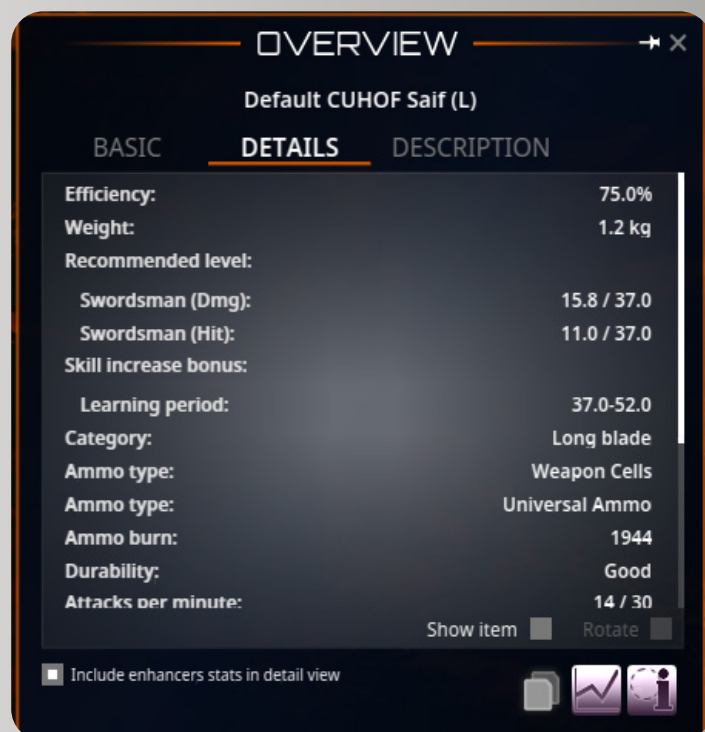 OVERVIEW
Default CUHOF Saif (L)
BASIC DETAILS DESCRIPTION
Efficiency: 75.0%
Weight: 1.2 kg
Recommended level:
Swordsman (Dmg): 15.8 / 37.0
Swordsman (Hit): 11.0 / 37.0
Skill increase bonus:
Learning period: 37.0-52.0
Category: Long blade
Ammo type: Weapon Cells
Ammo type: Universal Ammo
Ammo burn: 1944
Durability: Good
Attacks per minute: 14 / 30
Show item Rotate
Include enhancers stats in detail view